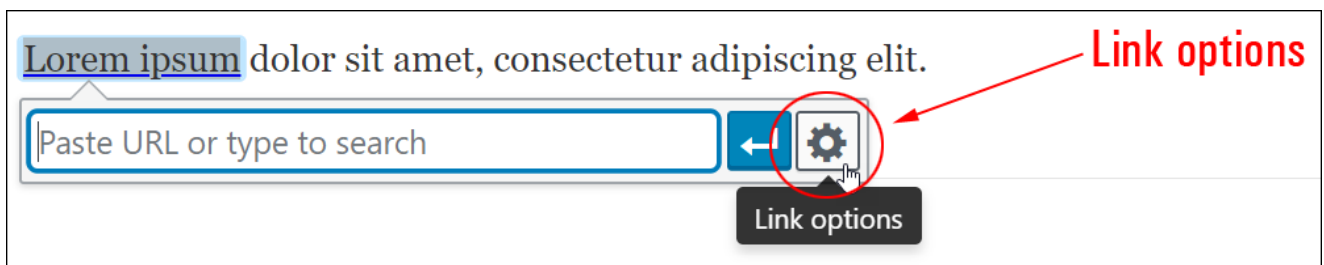 Lorem ipsum dolor sit amet, consectetur adipiscing elit.
Link options
Paste URL or type to search
Link options